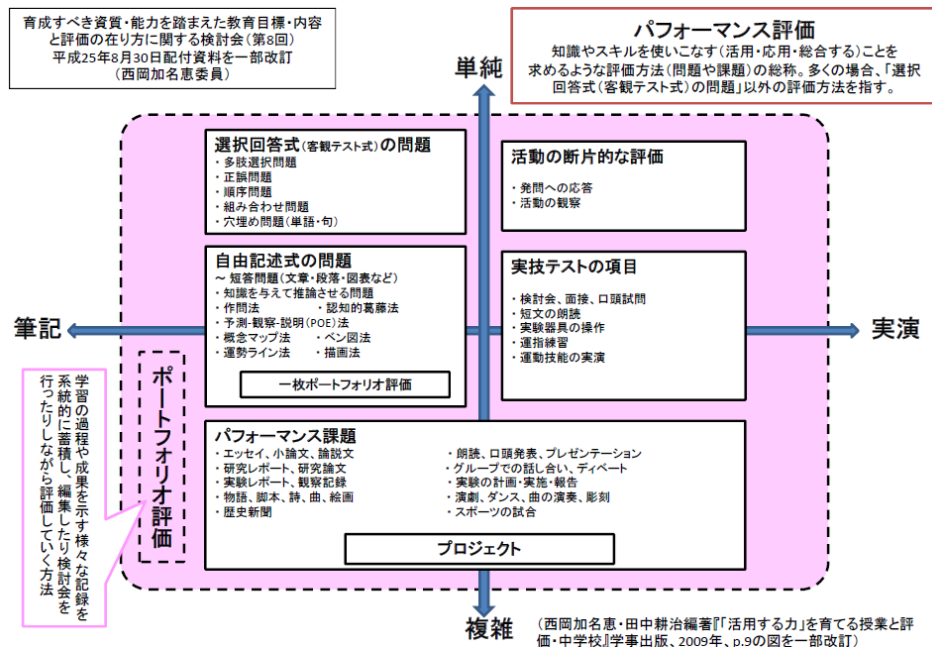 育成すべき資質・能力を踏まえた教育目標・内容
と評価の在り方に関する検討会(第8回)
平成25年8月30日配付資料を一部改訂
(西岡加名恵委員)
パフォーマンス評価
知識やスキルを使いこなす(活用・応用・総合する)ことを
求めるような評価方法(問題や課題)の総称。多くの場合、「選択
回答式(客観テスト式)の問題」以外の評価方法を指す。
単純
選択回答式(客観テスト式)の問題
・多肢選択問題
・正誤問題
・順序問題
・組み合わせ問題
・穴埋め問題(単語・句)
活動の断片的な評価
・発問への応答
・活動の観察
自由記述式の問題
~ 短答問題(文章・段落・図表など)
・知識を与えて推論させる問題
・作問法 ・認知的葛藤法
・予測-観察-説明(POE)法
・概念マップ法 ・ベン図法
・運勢ライン法 ・描画法
一枚ポートフォリオ評価
実技テストの項目
・検討会、面接、口頭試問
・短文の朗読
・実験器具の操作
・運指練習
・運動技能の実演
筆記
実演
ポートフォリオ評価
学習の過程や成果を示す様々な記録を
系統的に蓄積し、編集したり検討会を
行ったりしながら評価していく方法
パフォーマンス課題
・エッセイ、小論文、論説文
・研究レポート、研究論文
・実験レポート、観察記録
・物語、脚本、詩、曲、絵画
・歴史新聞
・朗読、口頭発表、プレゼンテーション
・グループでの話し合い、ディベート
・実験の計画・実施・報告
・演劇、ダンス、曲の演奏、彫刻
・スポーツの試合
プロジェクト
複雑
(西岡加名恵・田中耕治編著『「活用する力」を育てる授業と評
価・中学校』学事出版、2009年、p.9の図を一部改訂)